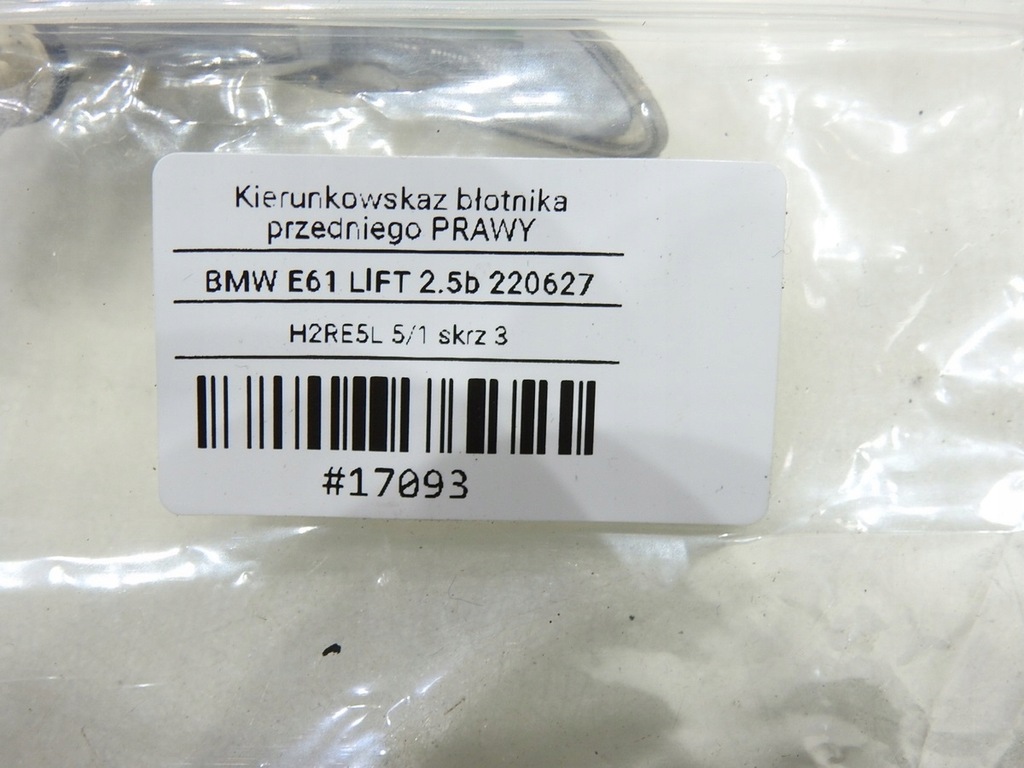 Kierunkowskaz błotnika
przedniego PRAWY
BMW E61 LIFT 2.5b 220627
H2RE5L 5/1 skrz 3
#17093